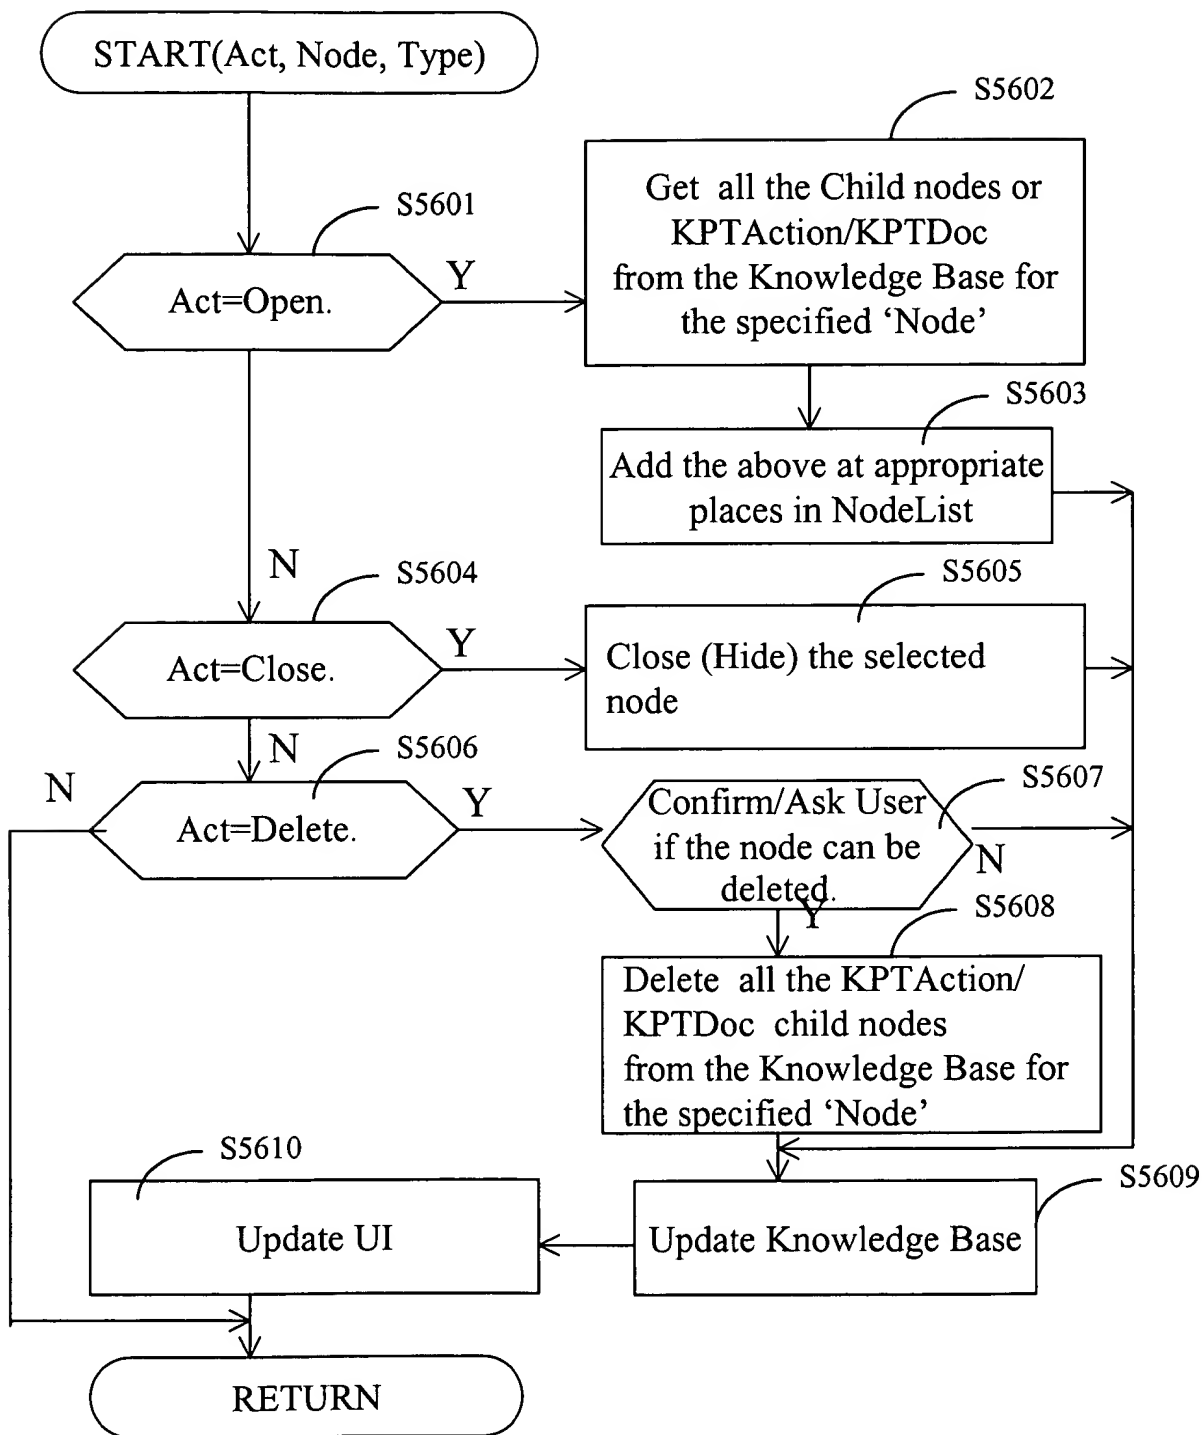 START(Act, Node, Type)
S5602
Get all the Child nodes or
KPTAction/KPTDoc
from the Knowledge Base for
the specified ‘Node’
S5601
Act=Open.
Y
S5603
Add the above at appropriate
places in NodeList
N
S5604
Act=Close.
Y
S5605
Close (Hide) the selected
node
N
S5606
N
Act=Delete.
Y
S5607
Confirm/Ask User
if the node can be
deleted.
N
Y
S5608
Delete all the KPTAction/
KPTDoc child nodes
from the Knowledge Base for
the specified ‘Node’
S5610
Update UI
S5609
Update Knowledge Base
RETURN